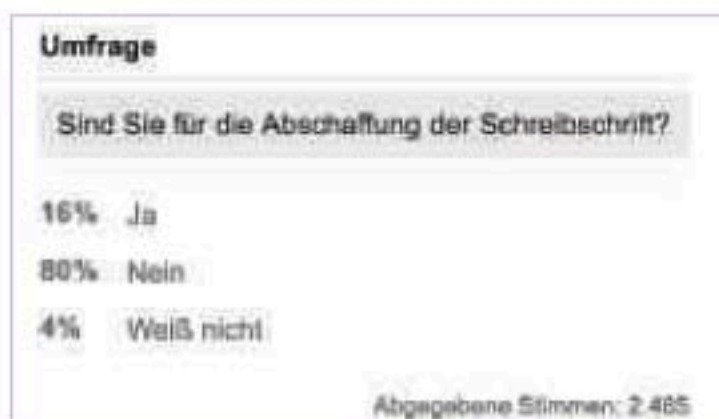 Umfrage
Sind Sie für die Abschaffung der Schreibschrift?
16% Ja
80% Nein
4% Weiß nicht
Abgegebene Stimmen: 2.465